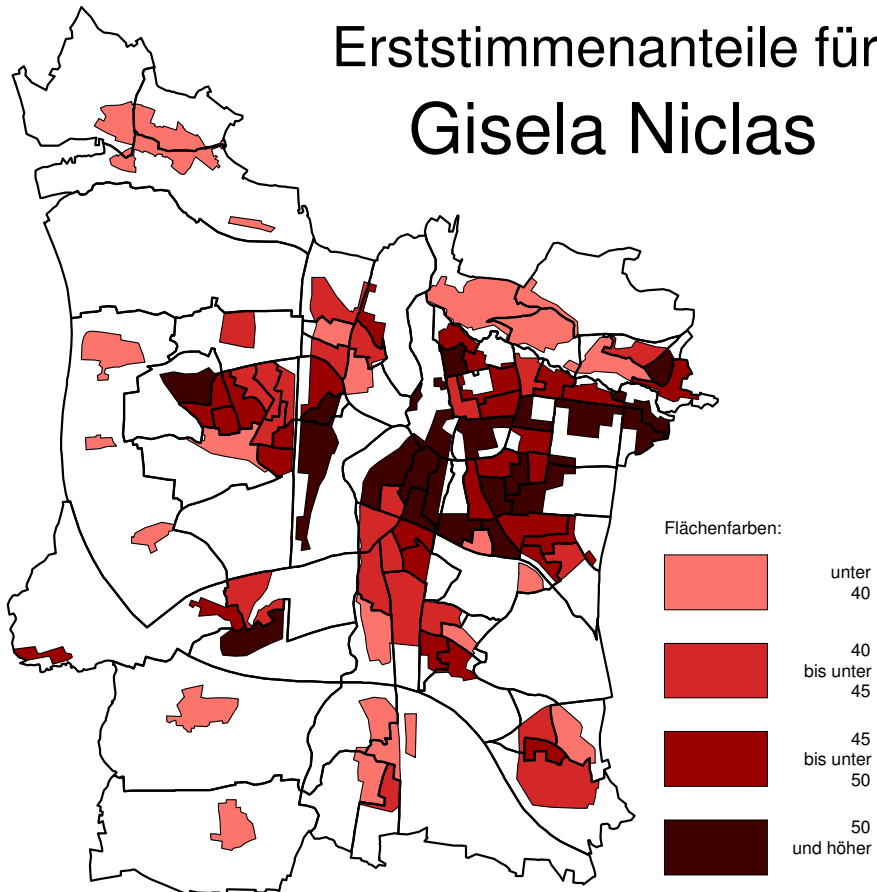 Erststimmenanteile für
Gisela Niclas
Flächenfarben:
unter
40
40
bis unter
45
45
bis unter
50
50
und höher